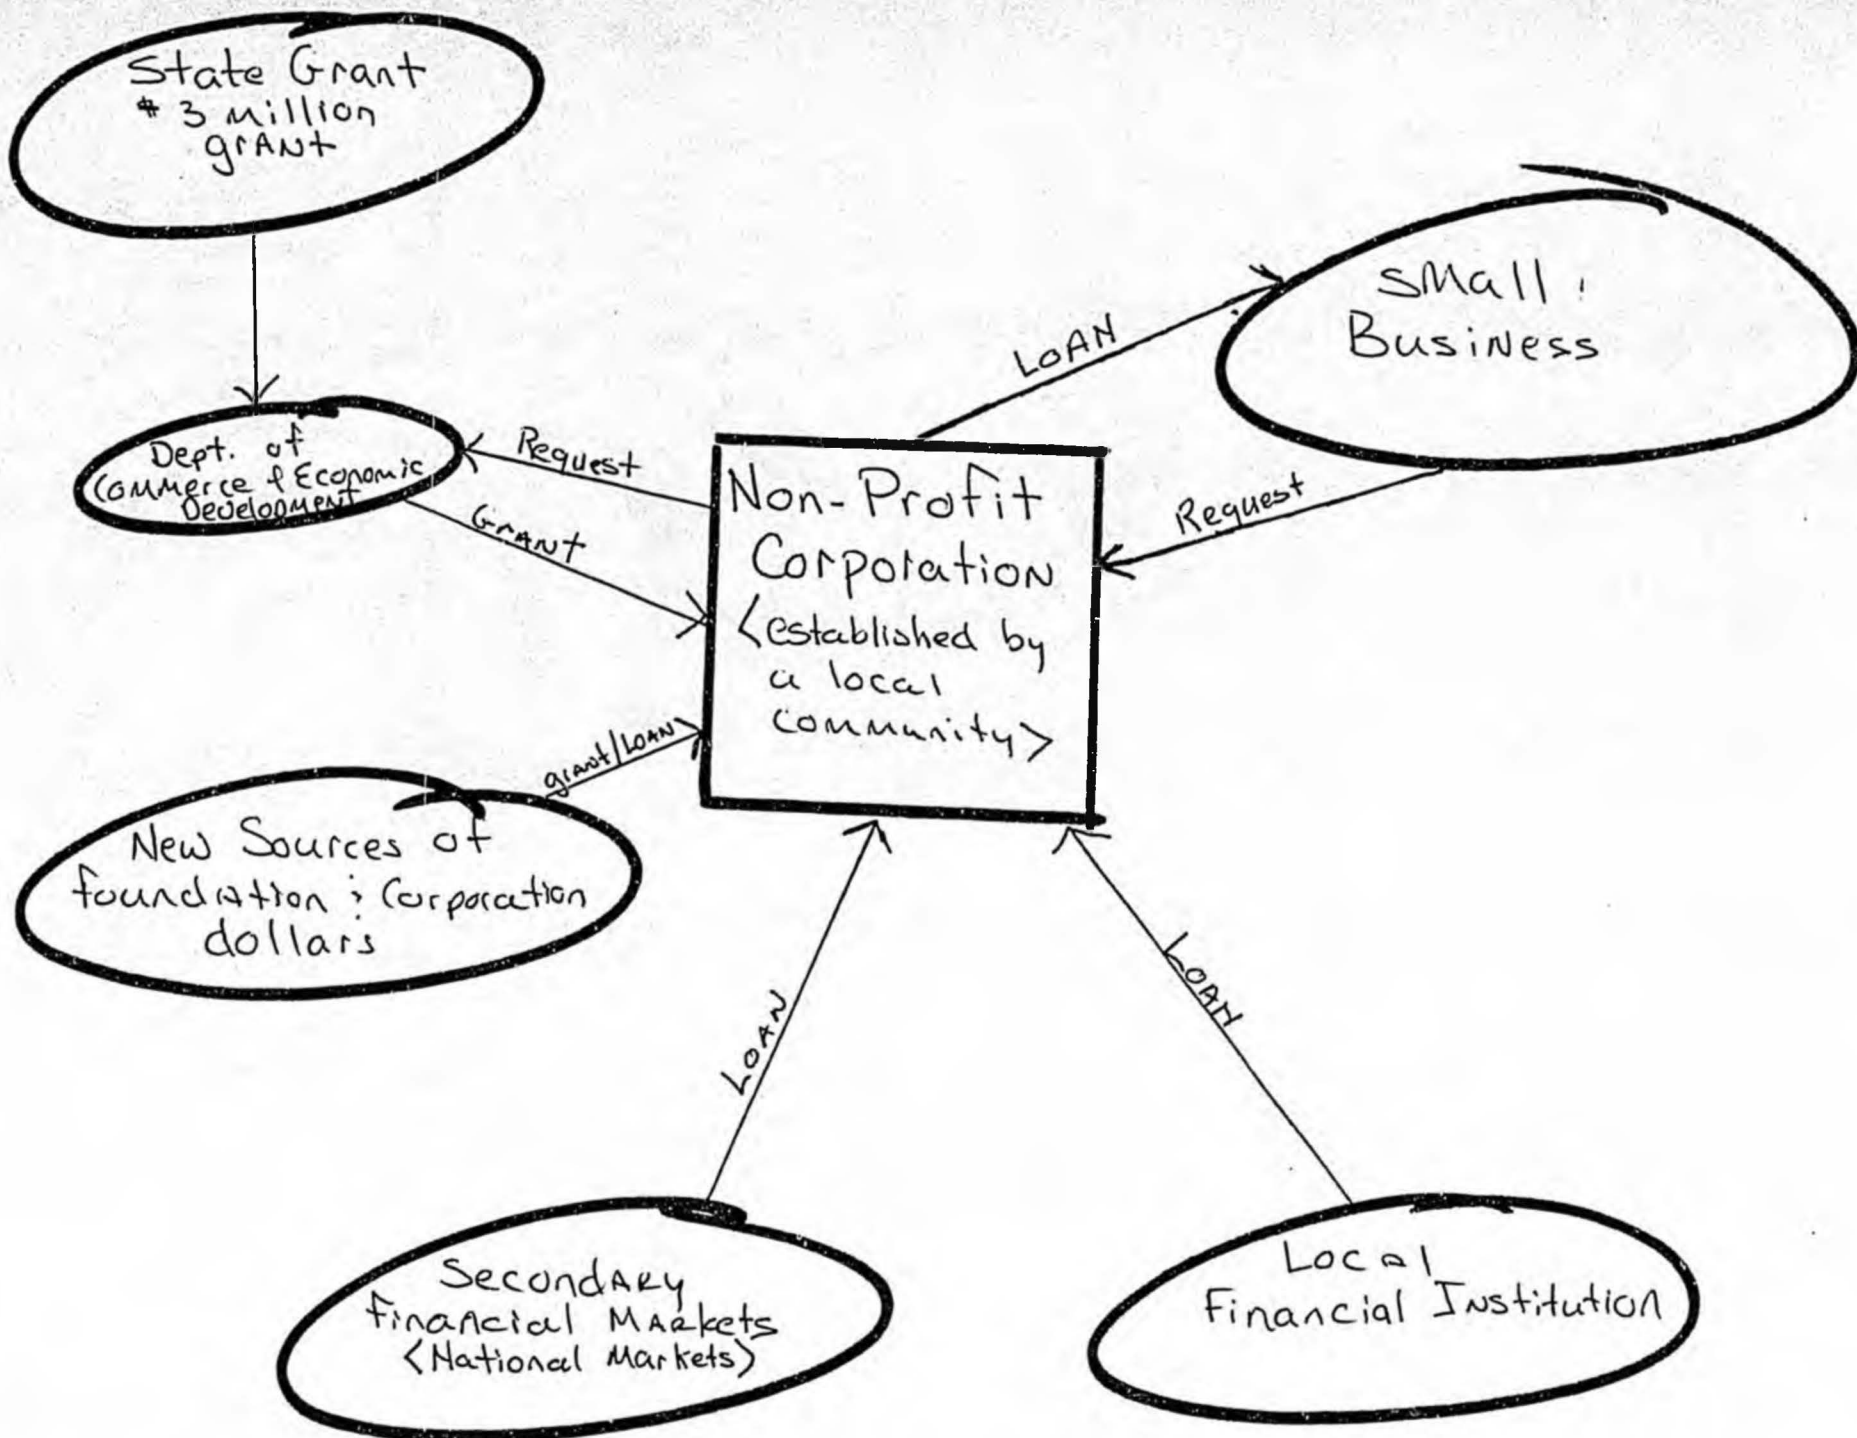 State Grant
$ 3 million
grANt
small
Business
LOAN
Dept. of
Commerce & Economic
Development
Request
Grant
Request
Non-Profit
Corporation
<established by
a local
community>
grant/LOAN
New Sources of
foundation & Corporation
dollars
LOAN
LOAN
SecondARy
financial MARkets
<National Markets>
Local
Financial INstitution